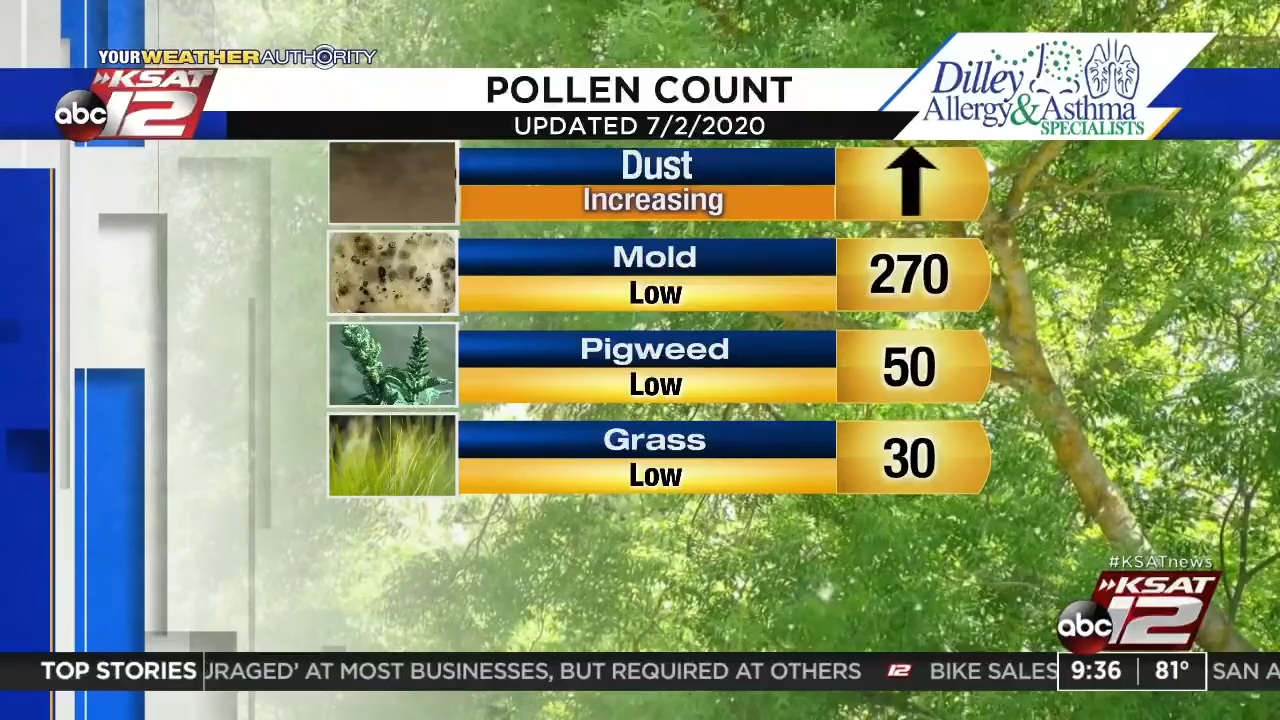 YOURWEATHERAUTHORITY
KSAT
abc 12
POLLEN COUNT
UPDATED 7/2/2020
Dilley
Allergy&Asthma
SPECIALISTS
Dust
Increasing
Mold
Low
270
Pigweed
Low
50
Grass
Low
30
#KSATnews
KSAT
abc 12
TOP STORIES URAGED' AT MOST BUSINESSES, BUT REQUIRED AT OTHERS 12 BIKE SALES 9:36 81° SAN A